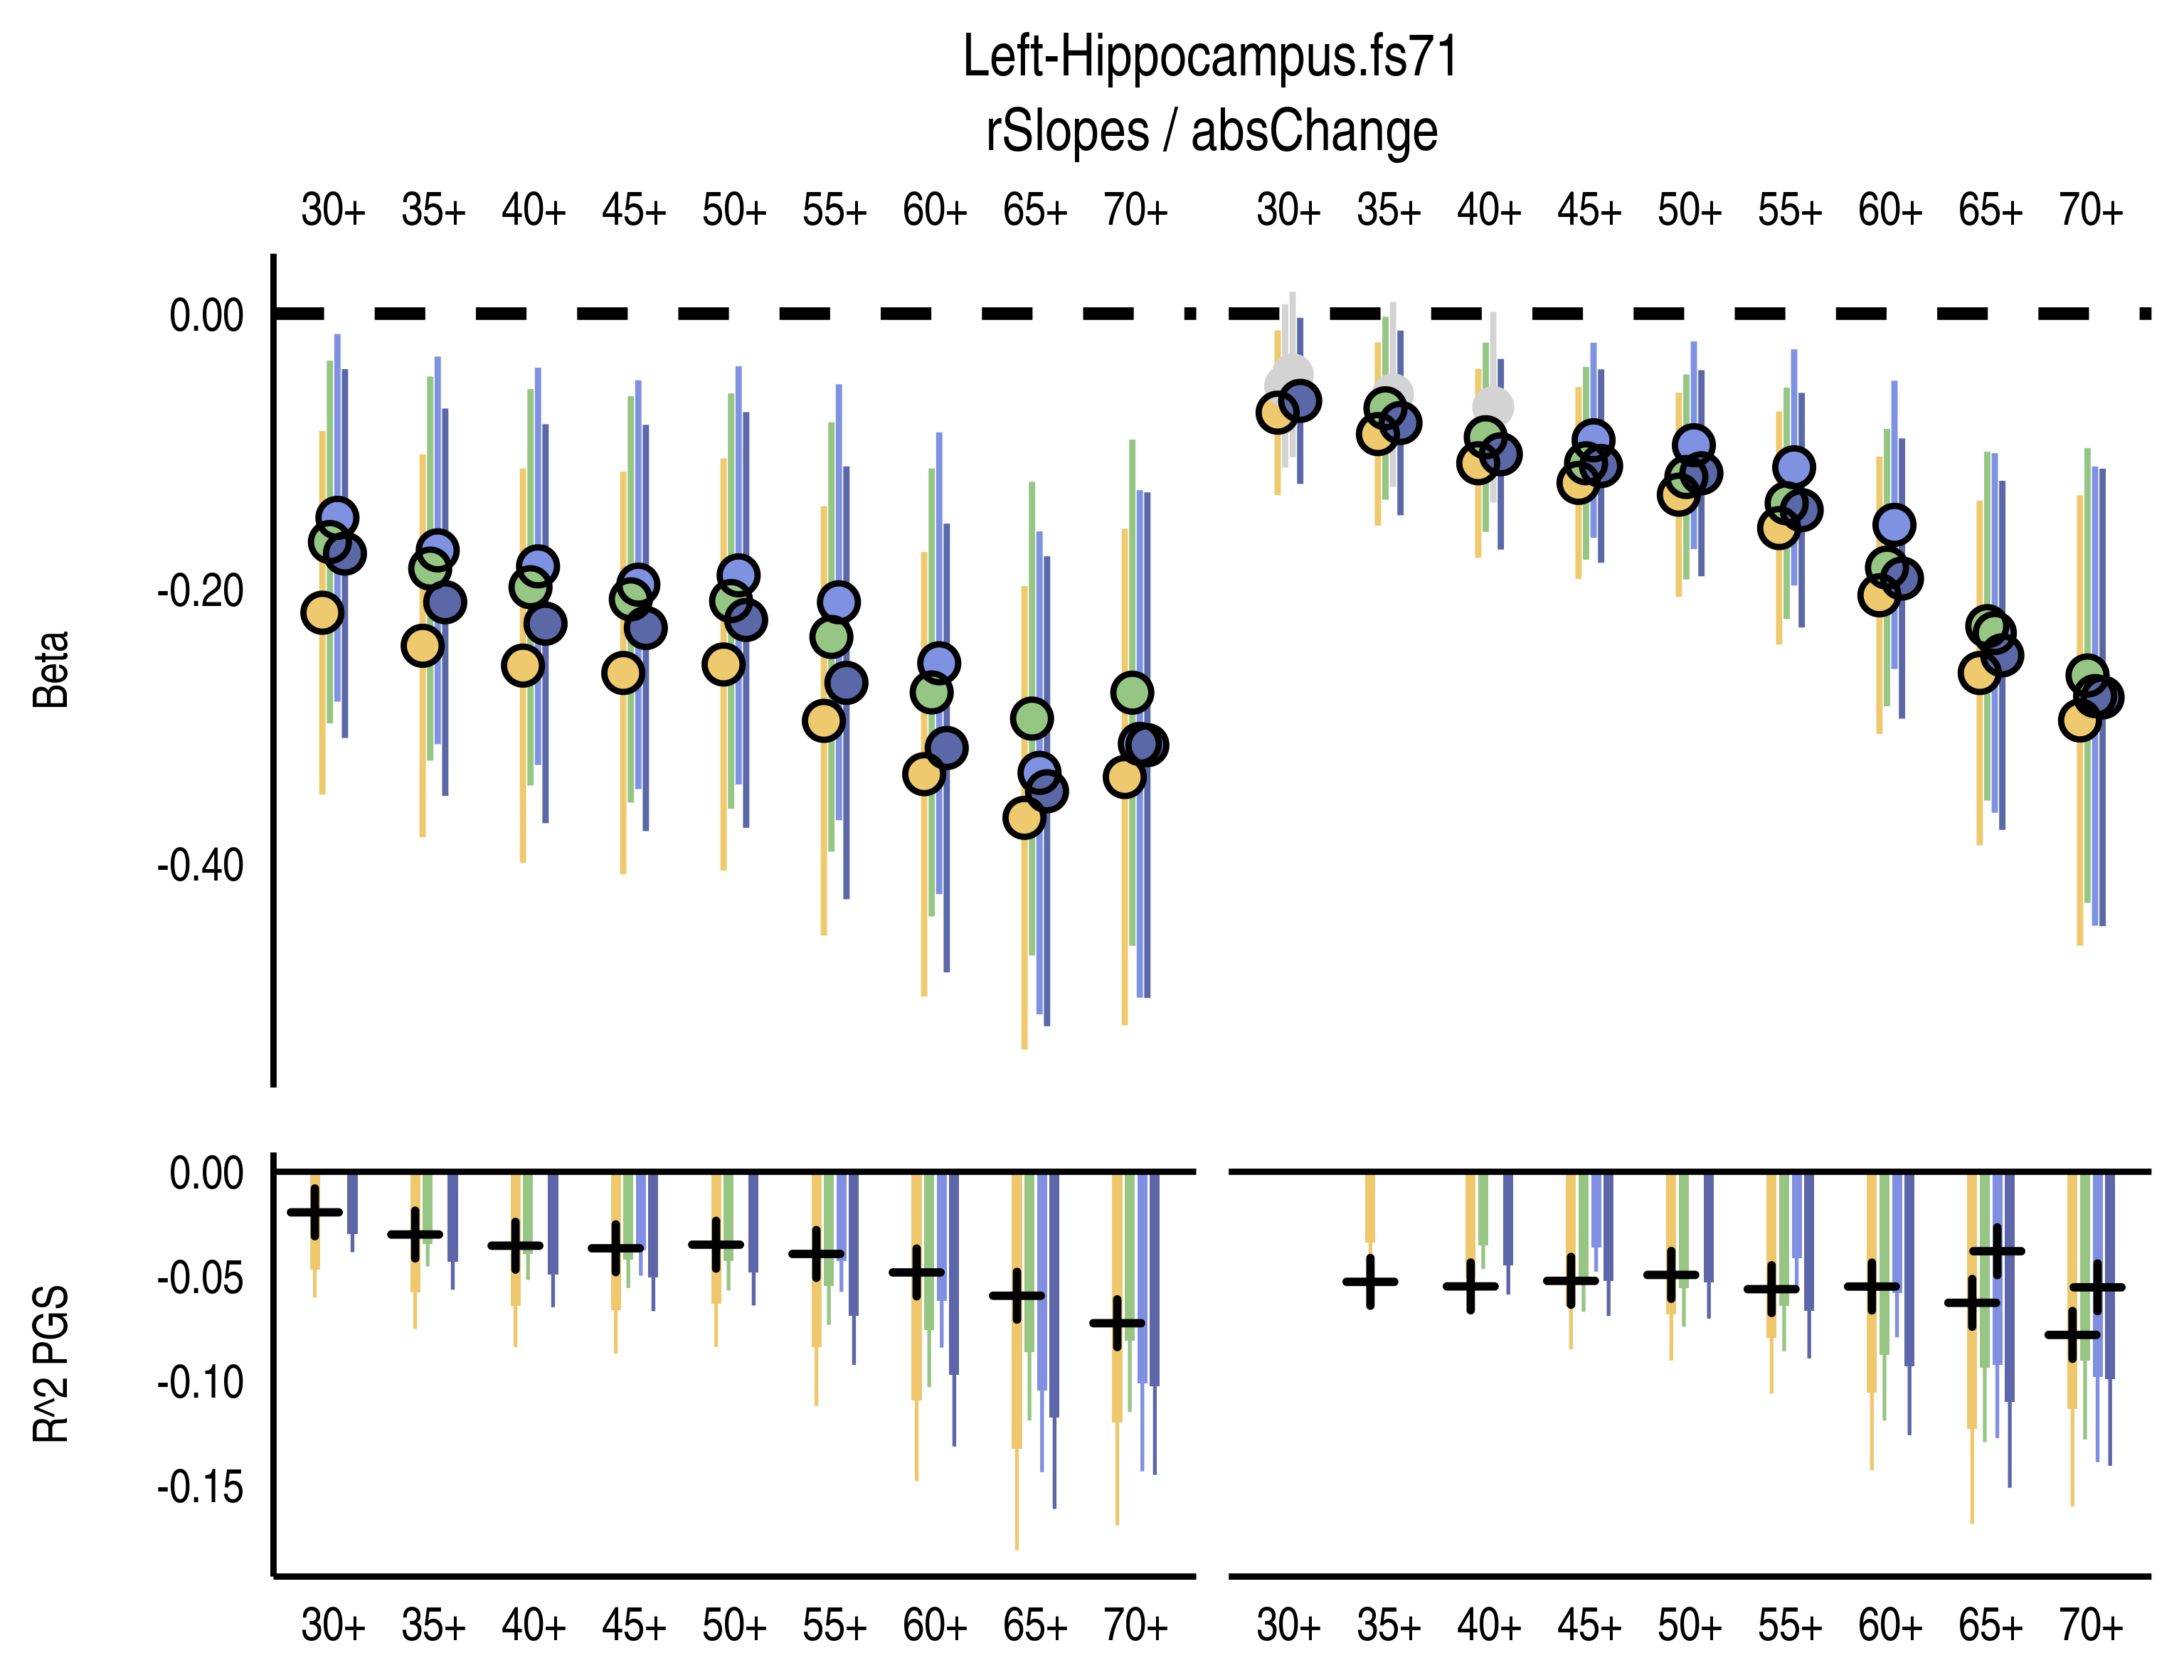 Left-Hippocampus.fs71
rSlopes / absChange
30+ 35+ 40+ 45+ 50+ 55+ 60+ 65+ 70+ 30+ 35+ 40+ 45+ 50+ 55+ 60+ 65+ 70+
0.00
-0.20
-0.40
Beta
0.00
-0.05
-0.10
-0.15
R^2 PGS
30+ 35+ 40+ 45+ 50+ 55+ 60+ 65+ 70+ 30+ 35+ 40+ 45+ 50+ 55+ 60+ 65+ 70+